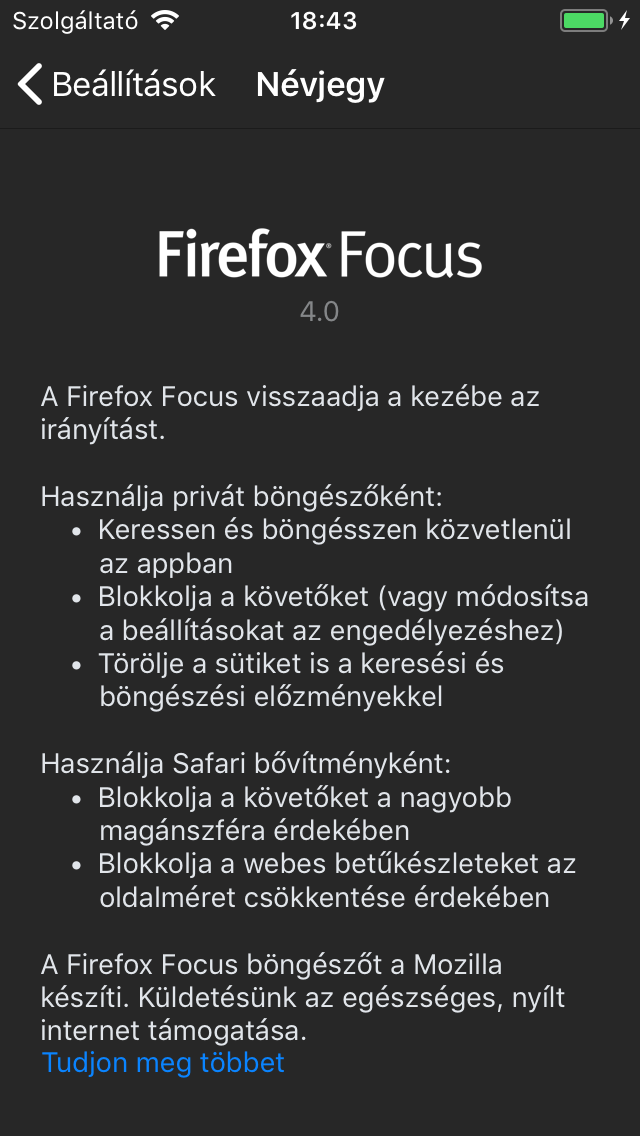 Szolgáltató 18:43
Beállítások Névjegy
Firefox Focus
4.0
A Firefox Focus visszaadja a kezébe az
irányítást.
Használja privát böngészőként:
• Keressen és böngésszen közvetlenül
az appban
• Blokkolja a követőket (vagy módosítsa
a beállításokat az engedélyezéshez)
• Törölje a sütiket is a keresési és
böngészési előzményekkel
Használja Safari bővítményként:
• Blokkolja a követőket a nagyobb
magánszféra érdekében
• Blokkolja a webes betűkészleteket az
oldalméret csökkentése érdekében
A Firefox Focus böngészőt a Mozilla
készíti. Küldetésünk az egészséges, nyílt
internet támogatása.
Tudjon meg többet